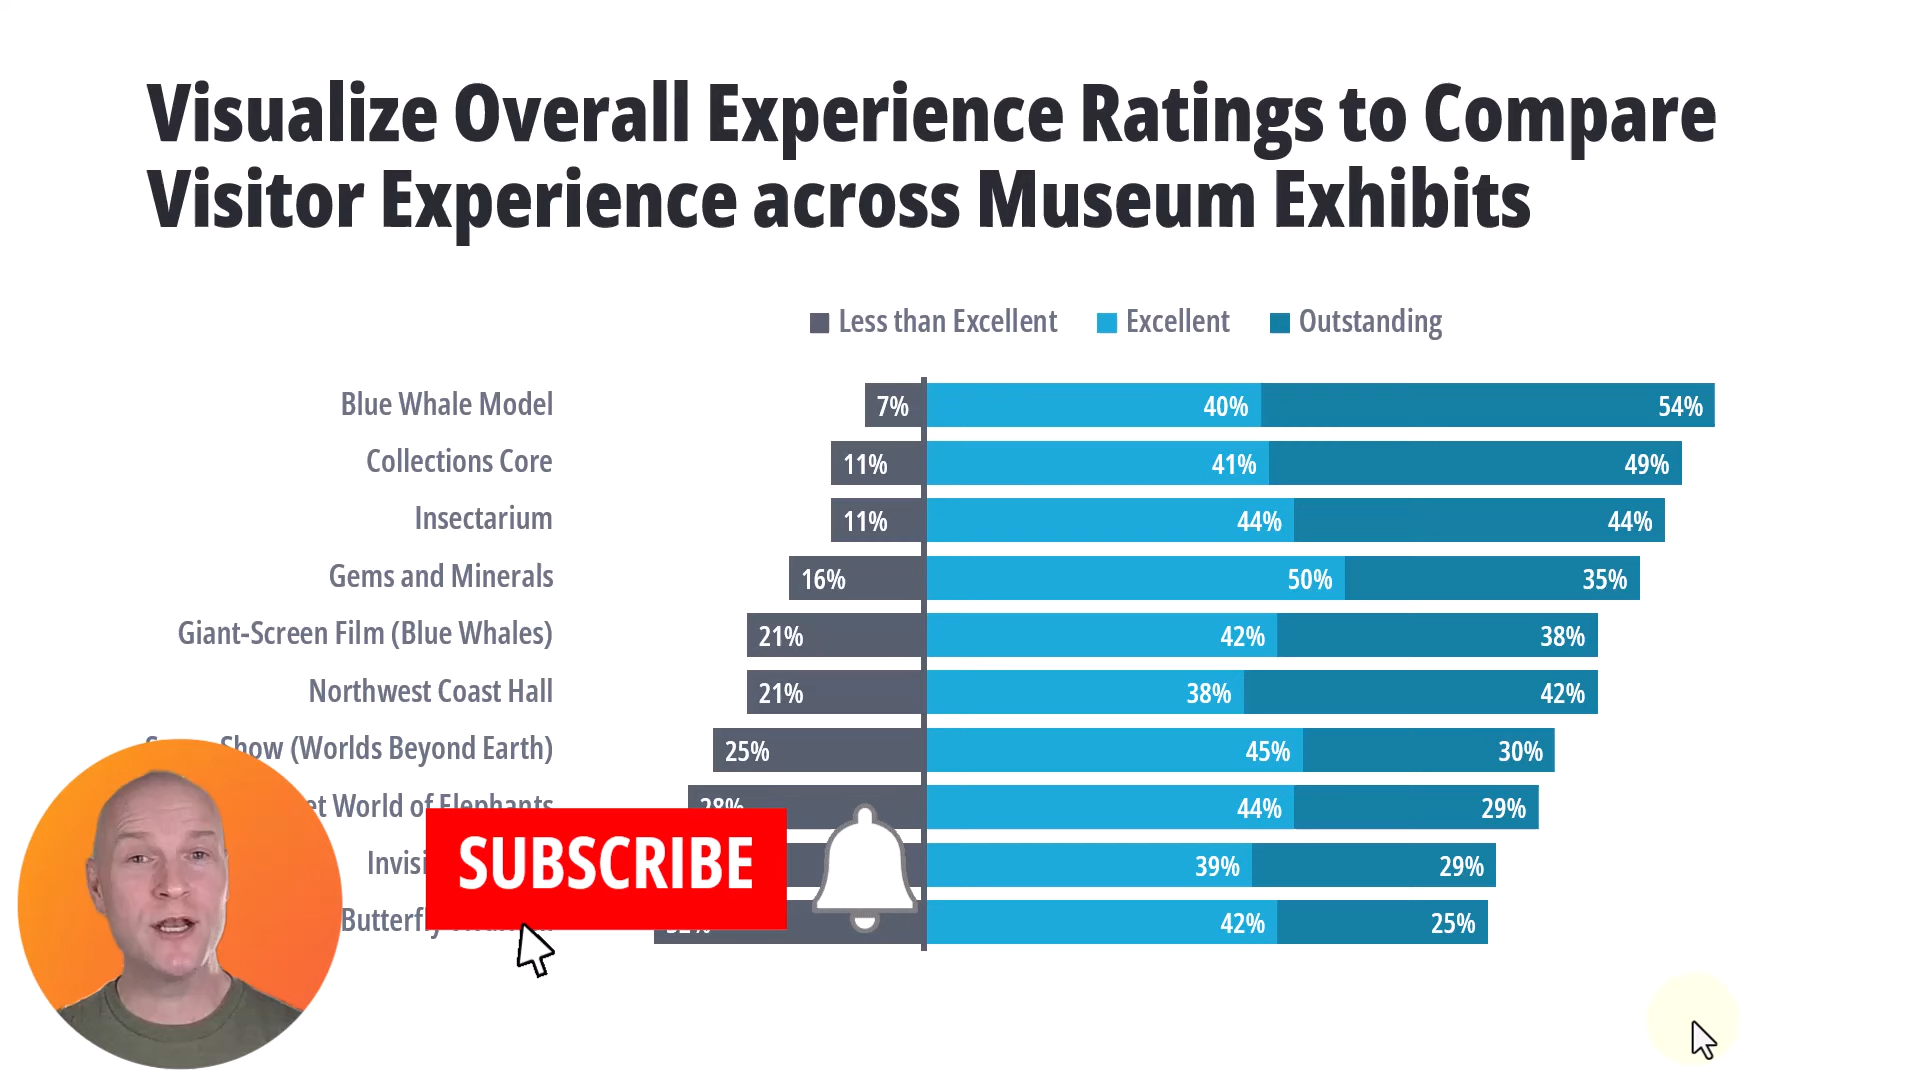 Visualize Overall Experience Ratings to Compare
Visitor Experience across Museum Exhibits
Less than Excellent Excellent Outstanding
Blue Whale Model 7% 40% 54%
Collections Core 11% 41% 49%
Insectarium 11% 44% 44%
Gems and Minerals 16% 50% 35%
Giant-Screen Film (Blue Whales) 21% 42% 38%
Northwest Coast Hall 21% 38% 42%
Show (Worlds Beyond Earth) 25% 45% 30%
World of Elephants 28% 44% 29%
39% 29%
42% 25%
SUBSCRIBE